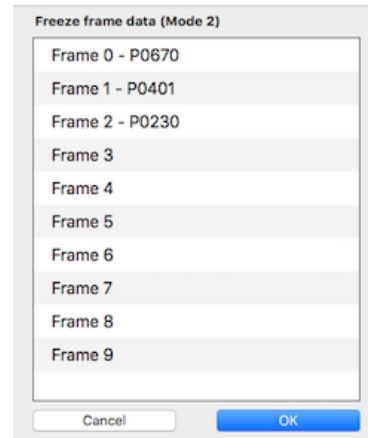 Freeze frame data (Mode 2)
Frame 0 - P0670
Frame 1 - P0401
Frame 2 - P0230
Frame 3
Frame 4
Frame 5
Frame 6
Frame 7
Frame 8
Frame 9
Cancel OK